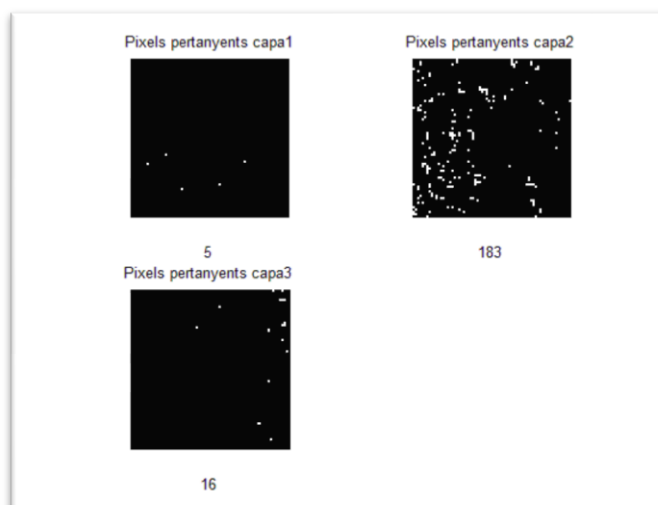 Pixels pertanyents capa1
Pixels pertanyents capa2
5
183
Pixels pertanyents capa3
16